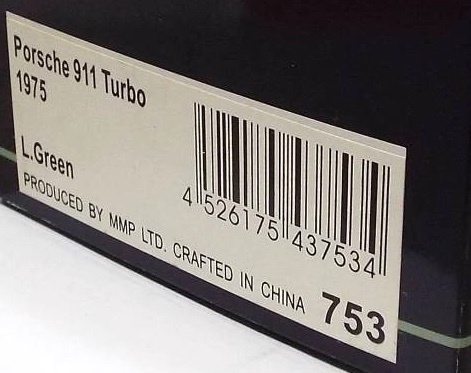 Porsche 911 Turbo
1975
L.Green
4 526175 437534
PRODUCED BY MMP LTD. CRAFTED IN CHINA
753